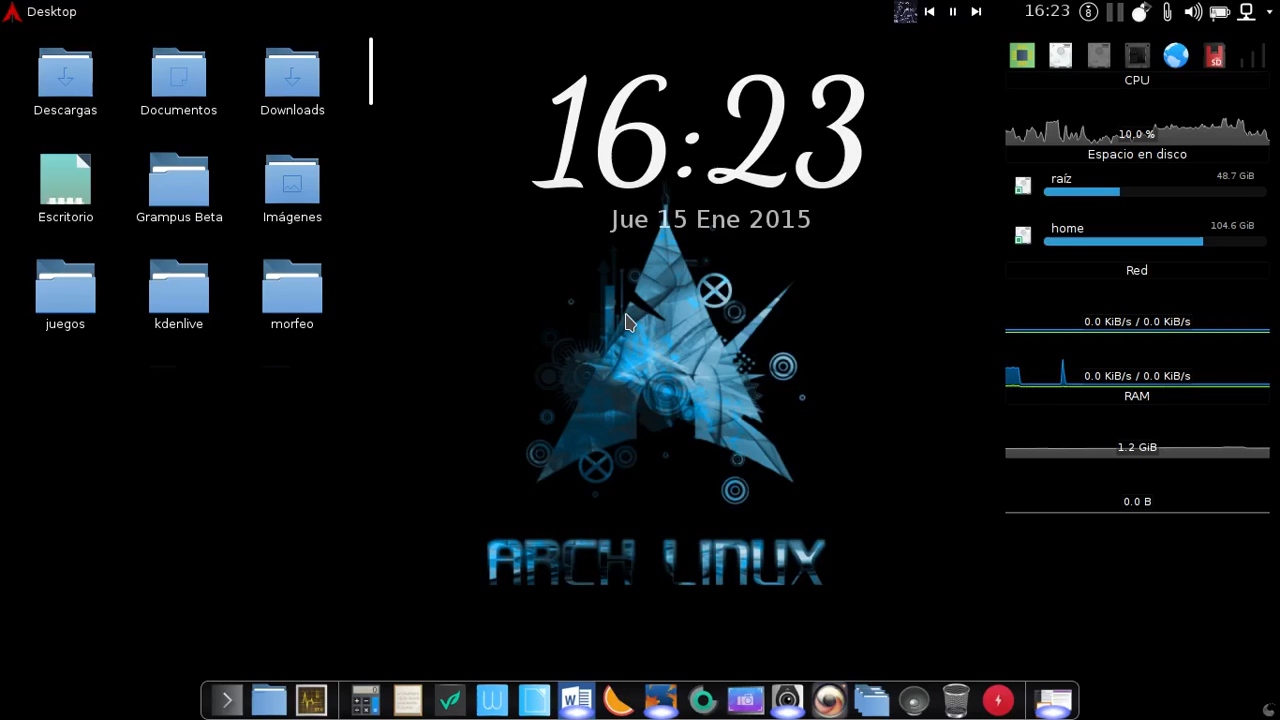 Desktop
16:23
8
Descargas
Documentos
Downloads
Escritorio
Grampus Beta
Imágenes
juegos
kdenlive
morfeo
16:23
Jue 15 Ene 2015
ARCH LINUX
SD
CPU
10,0 %
Espacio en disco
raíz
48.7 GiB
home
104.6 GiB
Red
0.0 KiB/s / 0.0 KiB/s
0.0 KiB/s / 0.0 KiB/s
RAM
1.2 GiB
0.0 B
W
W